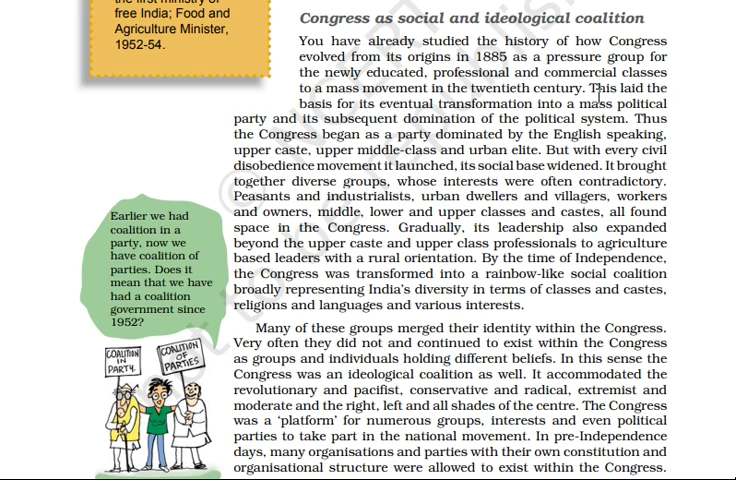 the first ministry of
free India; Food and
Agriculture Minister,
1952-54.
Congress as social and ideological coalition
You have already studied the history of how Congress
evolved from its origins in 1885 as a pressure group for
the newly educated, professional and commercial classes
to a mass movement in the twentieth century. This laid the
basis for its eventual transformation into a mass political
party and its subsequent domination of the political system. Thus
the Congress began as a party dominated by the English speaking,
upper caste, upper middle-class and urban elite. But with every civil
disobedience movement it launched, its social base widened. It brought
together diverse groups, whose interests were often contradictory.
Peasants and industrialists, urban dwellers and villagers, workers
and owners, middle, lower and upper classes and castes, all found
space in the Congress. Gradually, its leadership also expanded
beyond the upper caste and upper class professionals to agriculture
based leaders with a rural orientation. By the time of Independence,
the Congress was transformed into a rainbow-like social coalition
broadly representing India's diversity in terms of classes and castes,
religions and languages and various interests.
Earlier we had
coalition in a
party, now we
have coalition of
parties. Does it
mean that we have
had a coalition
government since
1952?
COALITION
IN
PARTY.
COALITION
OF
PARTIES
Many of these groups merged their identity within the Congress.
Very often they did not and continued to exist within the Congress
as groups and individuals holding different beliefs. In this sense the
Congress was an ideological coalition as well. It accommodated the
revolutionary and pacifist, conservative and radical, extremist and
moderate and the right, left and all shades of the centre. The Congress
was a 'platform' for numerous groups, interests and even political
parties to take part in the national movement. In pre-Independence
days, many organisations and parties with their own constitution and
organisational structure were allowed to exist within the Congress.
© NCERT
not to be republish